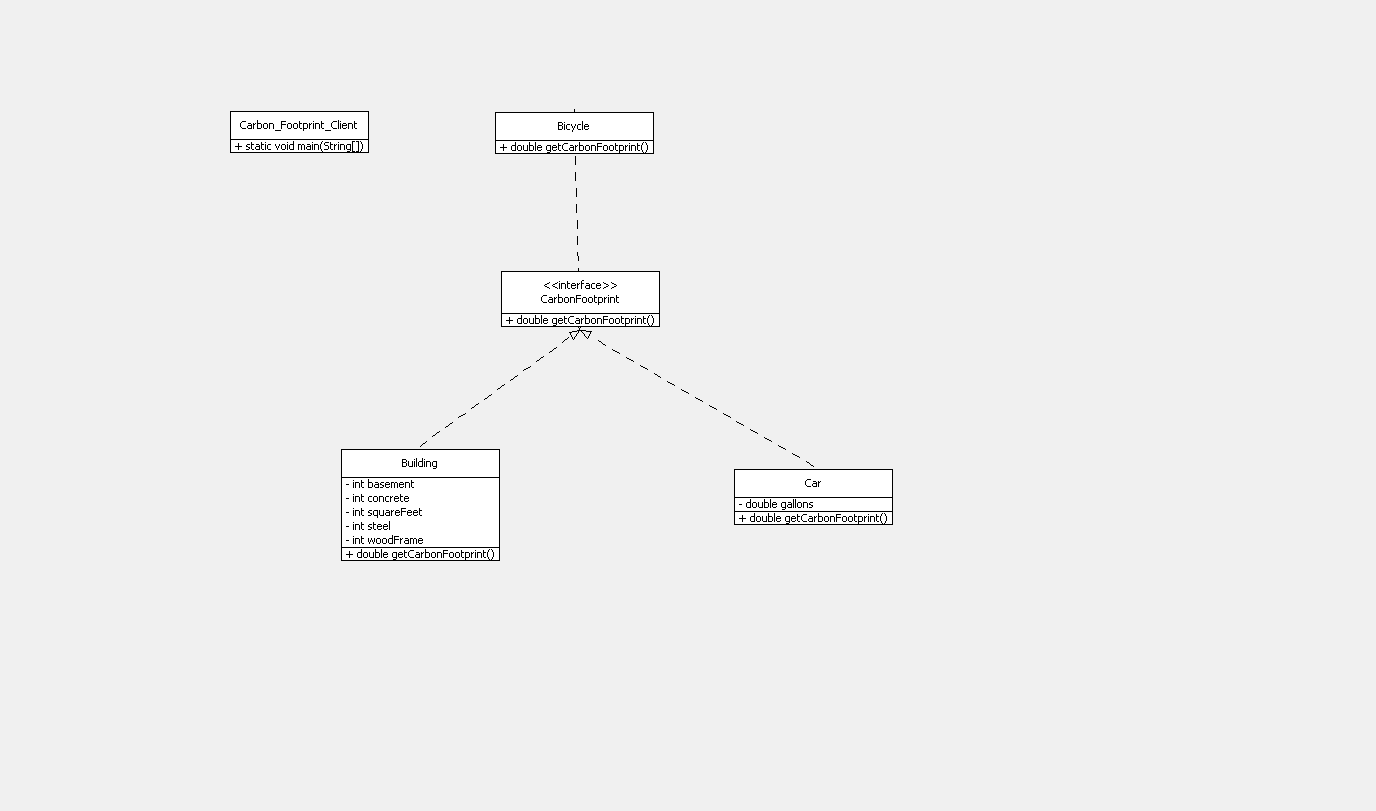 Carbon_Footprint_Client
+ static void main(String[])
Bicycle
+ double getCarbonFootprint()
<<interface>>
CarbonFootprint
+ double getCarbonFootprint()
Building
- int basement
- int concrete
- int squareFeet
- int steel
- int woodFrame
+ double getCarbonFootprint()
Car
- double gallons
+ double getCarbonFootprint()